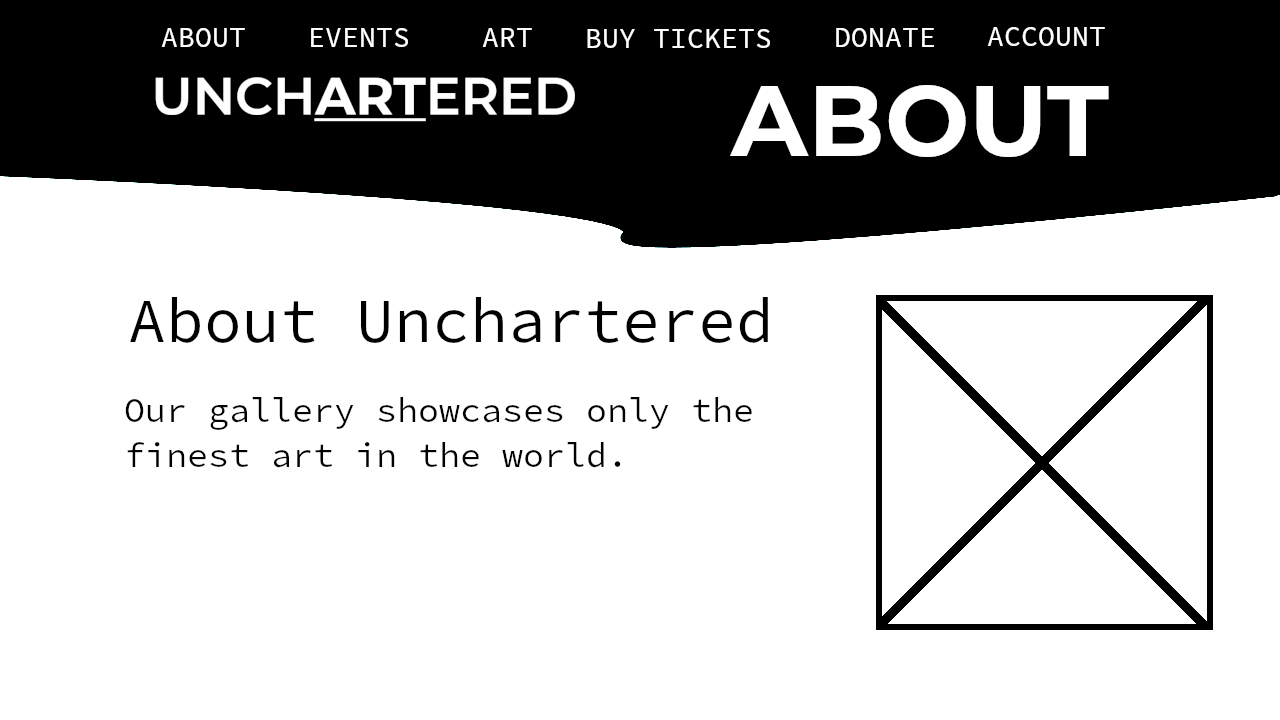 ABOUT EVENTS ART BUY TICKETS DONATE ACCOUNT
UNCHARTERED
ABOUT
About Unchartered
Our gallery showcases only the
finest art in the world.